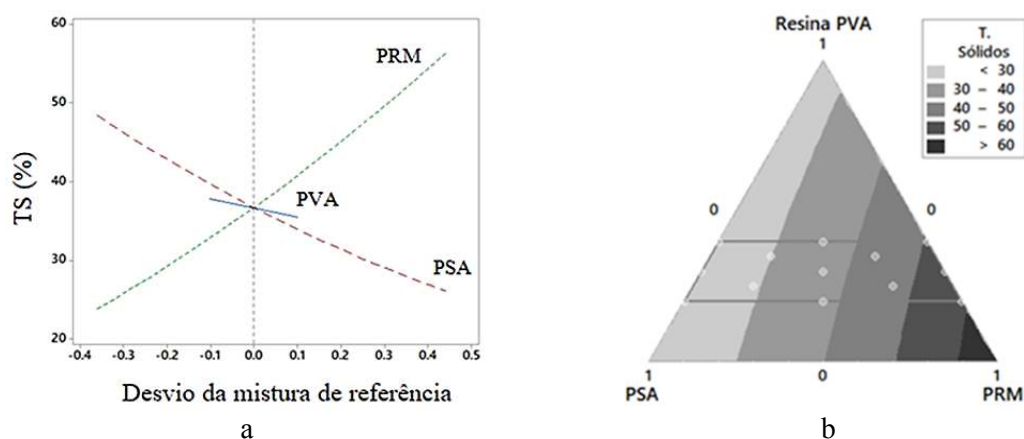 60
50
40
30
20
TS (%)
PRM
PVA
PSA
-0.4 -0.3 -0.2 -0.1 0.0 0.1 0.2 0.3 0.4 0.5
Desvio da mistura de referência
a
Resina PVA
1
T.
Sólidos
< 30
30 – 40
40 – 50
50 – 60
> 60
0 0
1 0 1
PSA PRM
b